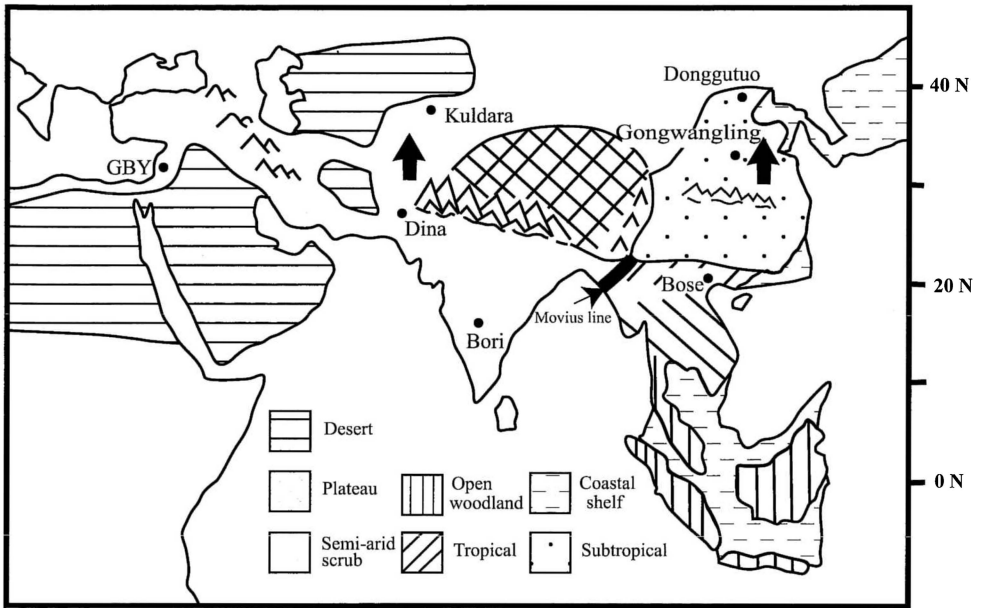 Donggutuo
40 N
Kuldara
Gongwangling
GBY
Dina
Bose
20 N
Movius line
Bori
Desert
Plateau
Open
woodland
Coastal
shelf
0 N
Semi-arid
scrub
Tropical
Subtropical